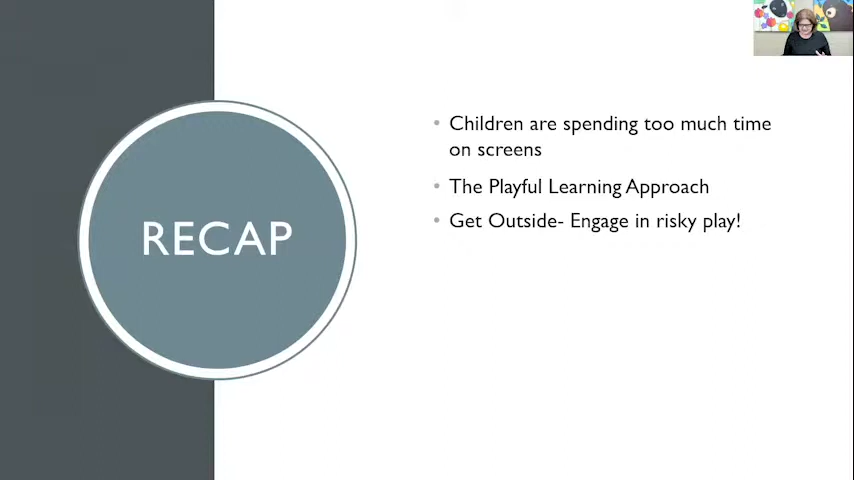 RECAP
Children are spending too much time
on screens
The Playful Learning Approach
Get Outside- Engage in risky play!